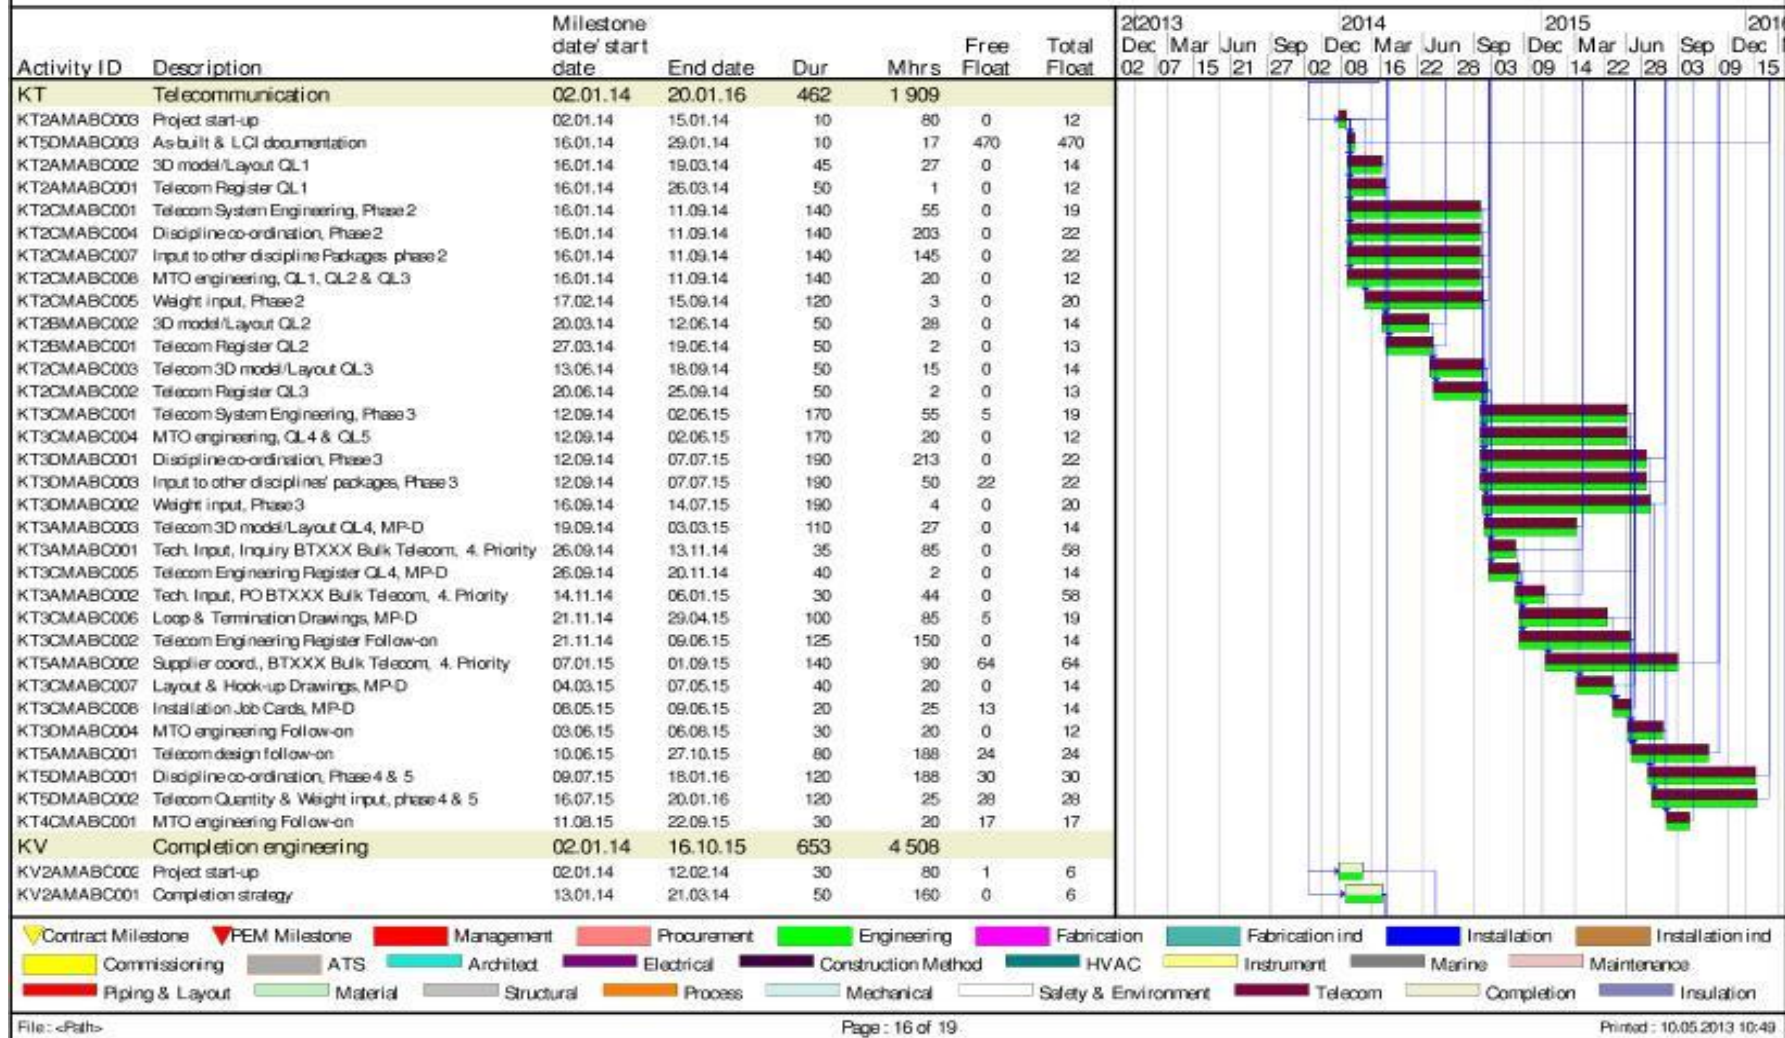 Milestone 2(2013 2014 2015 2016
date/ start Free Total Dec Mar Jun Sep Dec Mar Jun Sep Dec Mar Jun Sep Dec
Activity ID Description date End date Dur Mhrs Float Float 02 07 15 21 27 02 08 16 22 28 03 09 14 22 28 03 09 15
KT Telecommunication 02.01.14 20.01.16 462 1 909
KT2AMABC003 Project start-up 02.01.14 15.01.14 10 80 0 12
KT5DMABC003 As-built & LCI documentation 16.01.14 29.01.14 10 17 470 470
KT2AMABC002 3D model/Layout QL1 16.01.14 19.03.14 45 27 0 14
KT2AMABC001 Telecom Register QL1 16.01.14 26.03.14 50 1 0 12
KT2CMABC001 Telecom System Engineering, Phase 2 16.01.14 11.09.14 140 55 0 19
KT2CMABC004 Discipline co-ordination, Phase 2 16.01.14 11.09.14 140 203 0 22
KT2CMABC007 Input to other discipline Packages phase 2 16.01.14 11.09.14 140 145 0 22
KT2CMABC006 MTO engineering, QL1, QL2 & QL3 16.01.14 11.09.14 140 20 0 12
KT2CMABC005 Weight input, Phase 2 17.02.14 15.09.14 120 3 0 20
KT2BMABC002 3D model/Layout QL2 20.03.14 12.06.14 50 28 0 14
KT2BMABC001 Telecom Register QL2 27.03.14 19.06.14 50 2 0 13
KT2CMABC003 Telecom 3D model/Layout QL3 13.06.14 18.09.14 50 15 0 14
KT2CMABC002 Telecom Register QL3 20.06.14 25.09.14 50 2 0 13
KT3CMABC001 Telecom System Engineering, Phase 3 12.09.14 02.06.15 170 55 5 19
KT3CMABC004 MTO engineering, QL4 & QL5 12.09.14 02.06.15 170 20 0 12
KT3DMABC001 Discipline co-ordination, Phase 3 12.09.14 07.07.15 190 213 0 22
KT3DMABC003 Input to other disciplines' packages, Phase 3 12.09.14 07.07.15 190 50 22 22
KT3DMABC002 Weight input, Phase 3 16.09.14 14.07.15 190 4 0 20
KT3AMABC003 Telecom 3D model/Layout QL4, MP-D 19.09.14 03.03.15 110 27 0 14
KT3AMABC001 Tech. Input, Inquiry BTXXX Bulk Telecom, 4. Priority 26.09.14 13.11.14 35 85 0 58
KT3CMABC005 Telecom Engineering Register QL4, MP-D 26.09.14 20.11.14 40 2 0 14
KT3AMABC002 Tech. Input, PO BTXXX Bulk Telecom, 4. Priority 14.11.14 06.01.15 30 44 0 58
KT3CMABC006 Loop & Termination Drawings, MP-D 21.11.14 29.04.15 100 85 5 19
KT3CMABC002 Telecom Engineering Register Follow-on 21.11.14 09.06.15 125 150 0 14
KT5AMABC002 Supplier coord., BTXXX Bulk Telecom, 4. Priority 07.01.15 01.09.15 140 90 64 64
KT3CMABC007 Layout & Hook-up Drawings, MP-D 04.03.15 07.05.15 40 20 0 14
KT3CMABC008 Installation Job Cards, MP-D 08.05.15 09.06.15 20 25 13 14
KT3DMABC004 MTO engineering Follow-on 03.06.15 06.08.15 30 20 0 12
KT5AMABC001 Telecom design follow-on 10.06.15 27.10.15 80 188 24 24
KT5DMABC001 Discipline co-ordination, Phase 4 & 5 09.07.15 18.01.16 120 188 30 30
KT5DMABC002 Telecom Quantity & Weight input, phase 4 & 5 16.07.15 20.01.16 120 25 28 28
KT4CMABC001 MTO engineering Follow-on 11.08.15 22.09.15 30 20 17 17
KV Completion engineering 02.01.14 16.10.15 653 4 508
KV2AMABC002 Project start-up 02.01.14 12.02.14 30 80 1 6
KV2AMABC001 Completion strategy 13.01.14 21.03.14 50 160 0 6
Contract Milestone PEM Milestone Management Procurement Engineering Fabrication Fabrication ind Installation Installation ind
Commissioning ATS Architect Electrical Construction Method HVAC Instrument Marine Maintenance
Piping & Layout Material Structural Process Mechanical Safety & Environment Telecom Completion Insulation
File : <Path> Page : 16 of 19 Printed : 10.05.2013 10:49